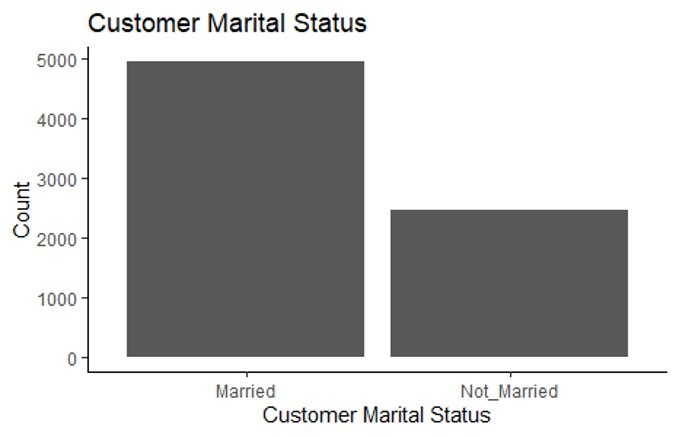 Customer Marital Status
5000
4000
3000
2000
1000
0
Count
Married Not_Married
Customer Marital Status